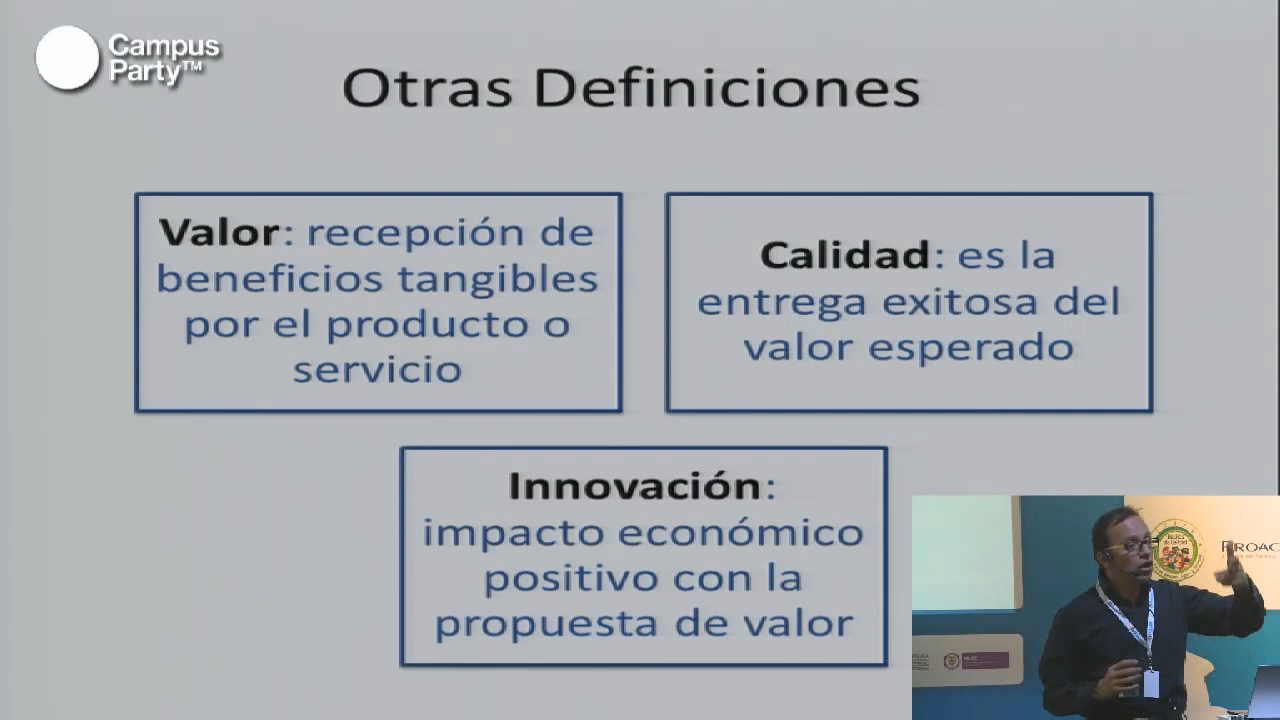 Campus
Party™
Otras Definiciones
Valor: recepción de
beneficios tangibles
por el producto o
servicio
Calidad: es la
entrega exitosa del
valor esperado
Innovación:
impacto económico
positivo con la
propuesta de valor